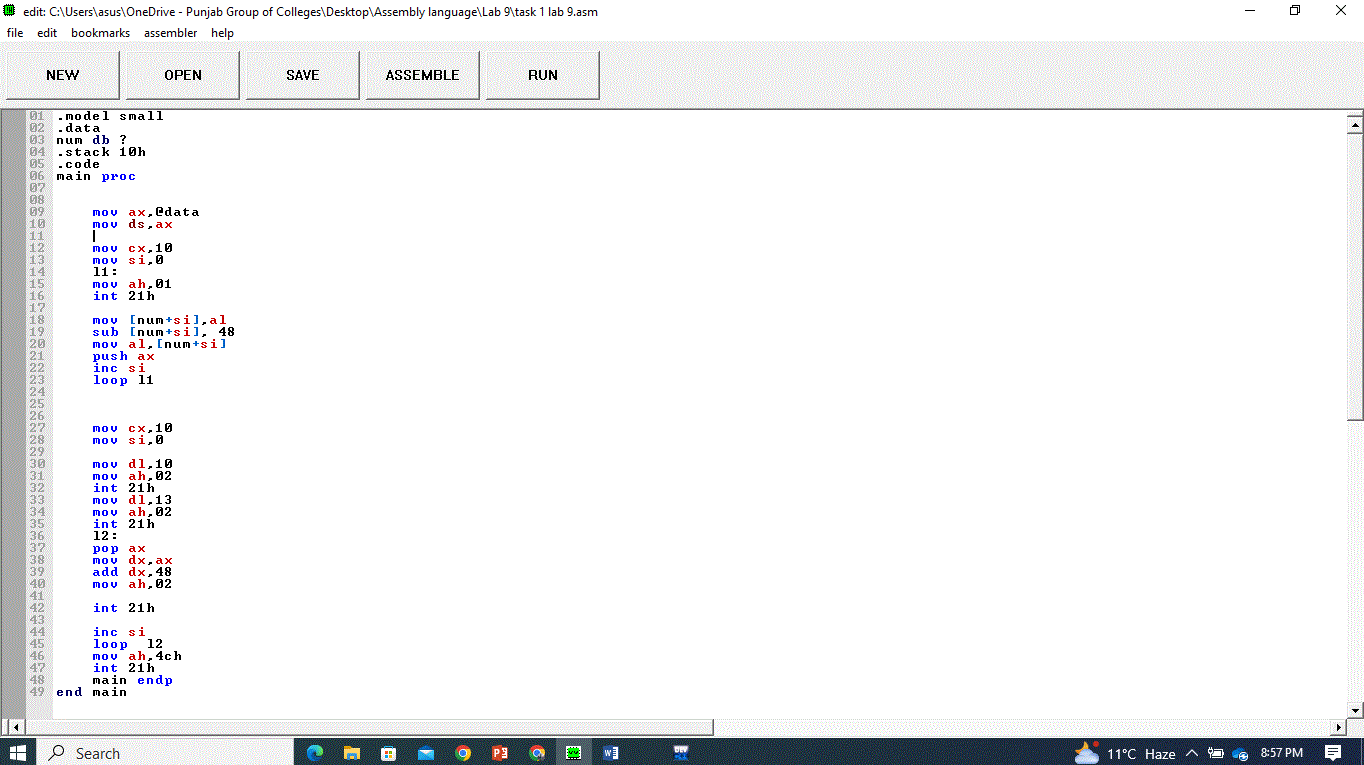 edit: C:\Users\asus\OneDrive - Punjab Group of Colleges\Desktop\Assembly language\Lab 9\task 1 lab 9.asm
file edit bookmarks assembler help
NEW OPEN SAVE ASSEMBLE RUN
01 .model small
02 .data
03 num db ?
04 .stack 10h
05 .code
06 main proc
07
08
09 mov ax,@data
10 mov ds,ax
11
12 mov cx,10
13 mov si,0
14 l1:
15 mov ah,01
16 int 21h
17
18 mov [num+si],al
19 sub [num+si], 48
20 mov al,[num+si]
21 push ax
22 inc si
23 loop l1
24
25
26
27 mov cx,10
28 mov si,0
29
30 mov dl,10
31 mov ah,02
32 int 21h
33 mov dl,13
34 mov ah,02
35 int 21h
36 l2:
37 pop ax
38 mov dx,ax
39 add dx,48
40 mov ah,02
41
42 int 21h
43
44 inc si
45 loop  l2
46 mov ah,4ch
47 int 21h
48 main endp
49 end main
Search 11°C Haze 8:57 PM